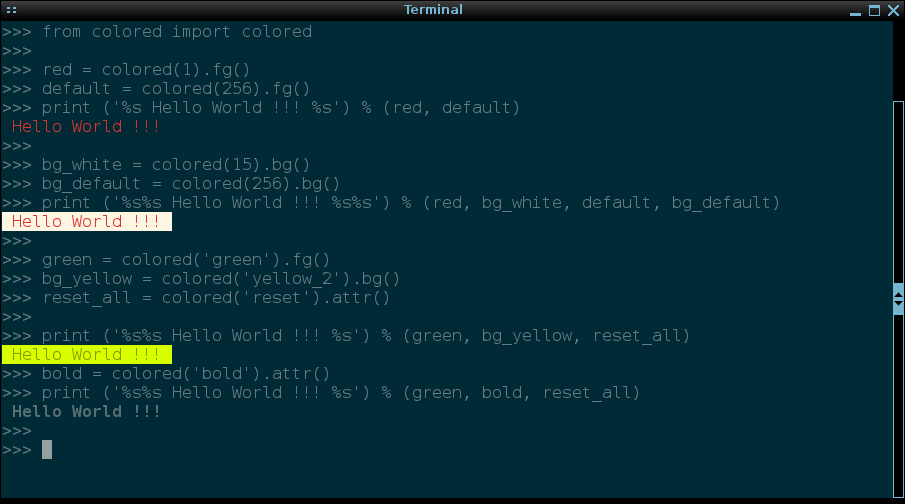 Terminal
>>> from colored import colored
>>>
>>> red = colored(1).fg()
>>> default = colored(256).fg()
>>> print ('%s Hello World !!! %s') % (red, default)
 Hello World !!!
>>>
>>> bg_white = colored(15).bg()
>>> bg_default = colored(256).bg()
>>> print ('%s%s Hello World !!! %s%s') % (red, bg_white, default, bg_default)
 Hello World !!!
>>>
>>> green = colored('green').fg()
>>> bg_yellow = colored('yellow_2').bg()
>>> reset_all = colored('reset').attr()
>>>
>>> print ('%s%s Hello World !!! %s') % (green, bg_yellow, reset_all)
 Hello World !!!
>>> bold = colored('bold').attr()
>>> print ('%s%s Hello World !!! %s') % (green, bold, reset_all)
 Hello World !!!
>>>
>>>